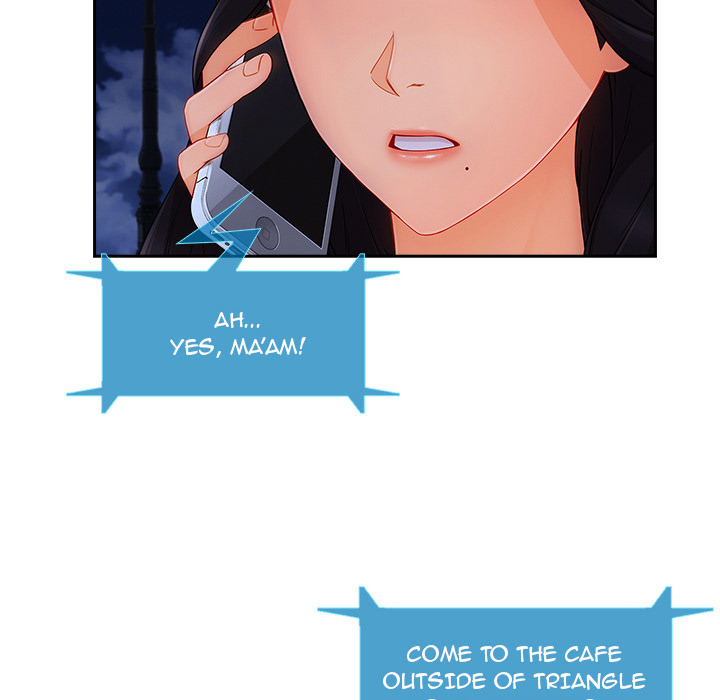 AH...
YES, MA'AM!
COME TO THE CAFE
OUTSIDE OF TRIANGLE